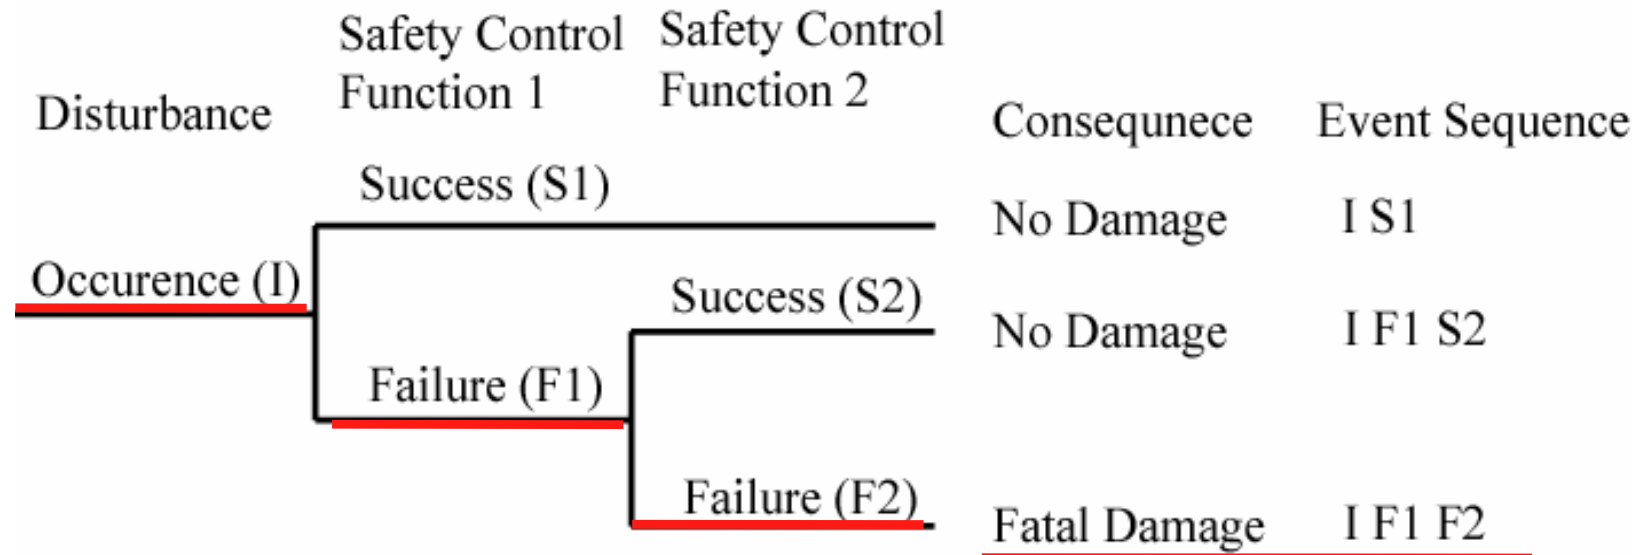 Disturbance
Safety Control
Function 1
Safety Control
Function 2
Consequnece
Event Sequence
Success (S1)
No Damage
I S1
Occurence (I)
Success (S2)
No Damage
I F1 S2
Failure (F1)
Failure (F2)
Fatal Damage
I F1 F2